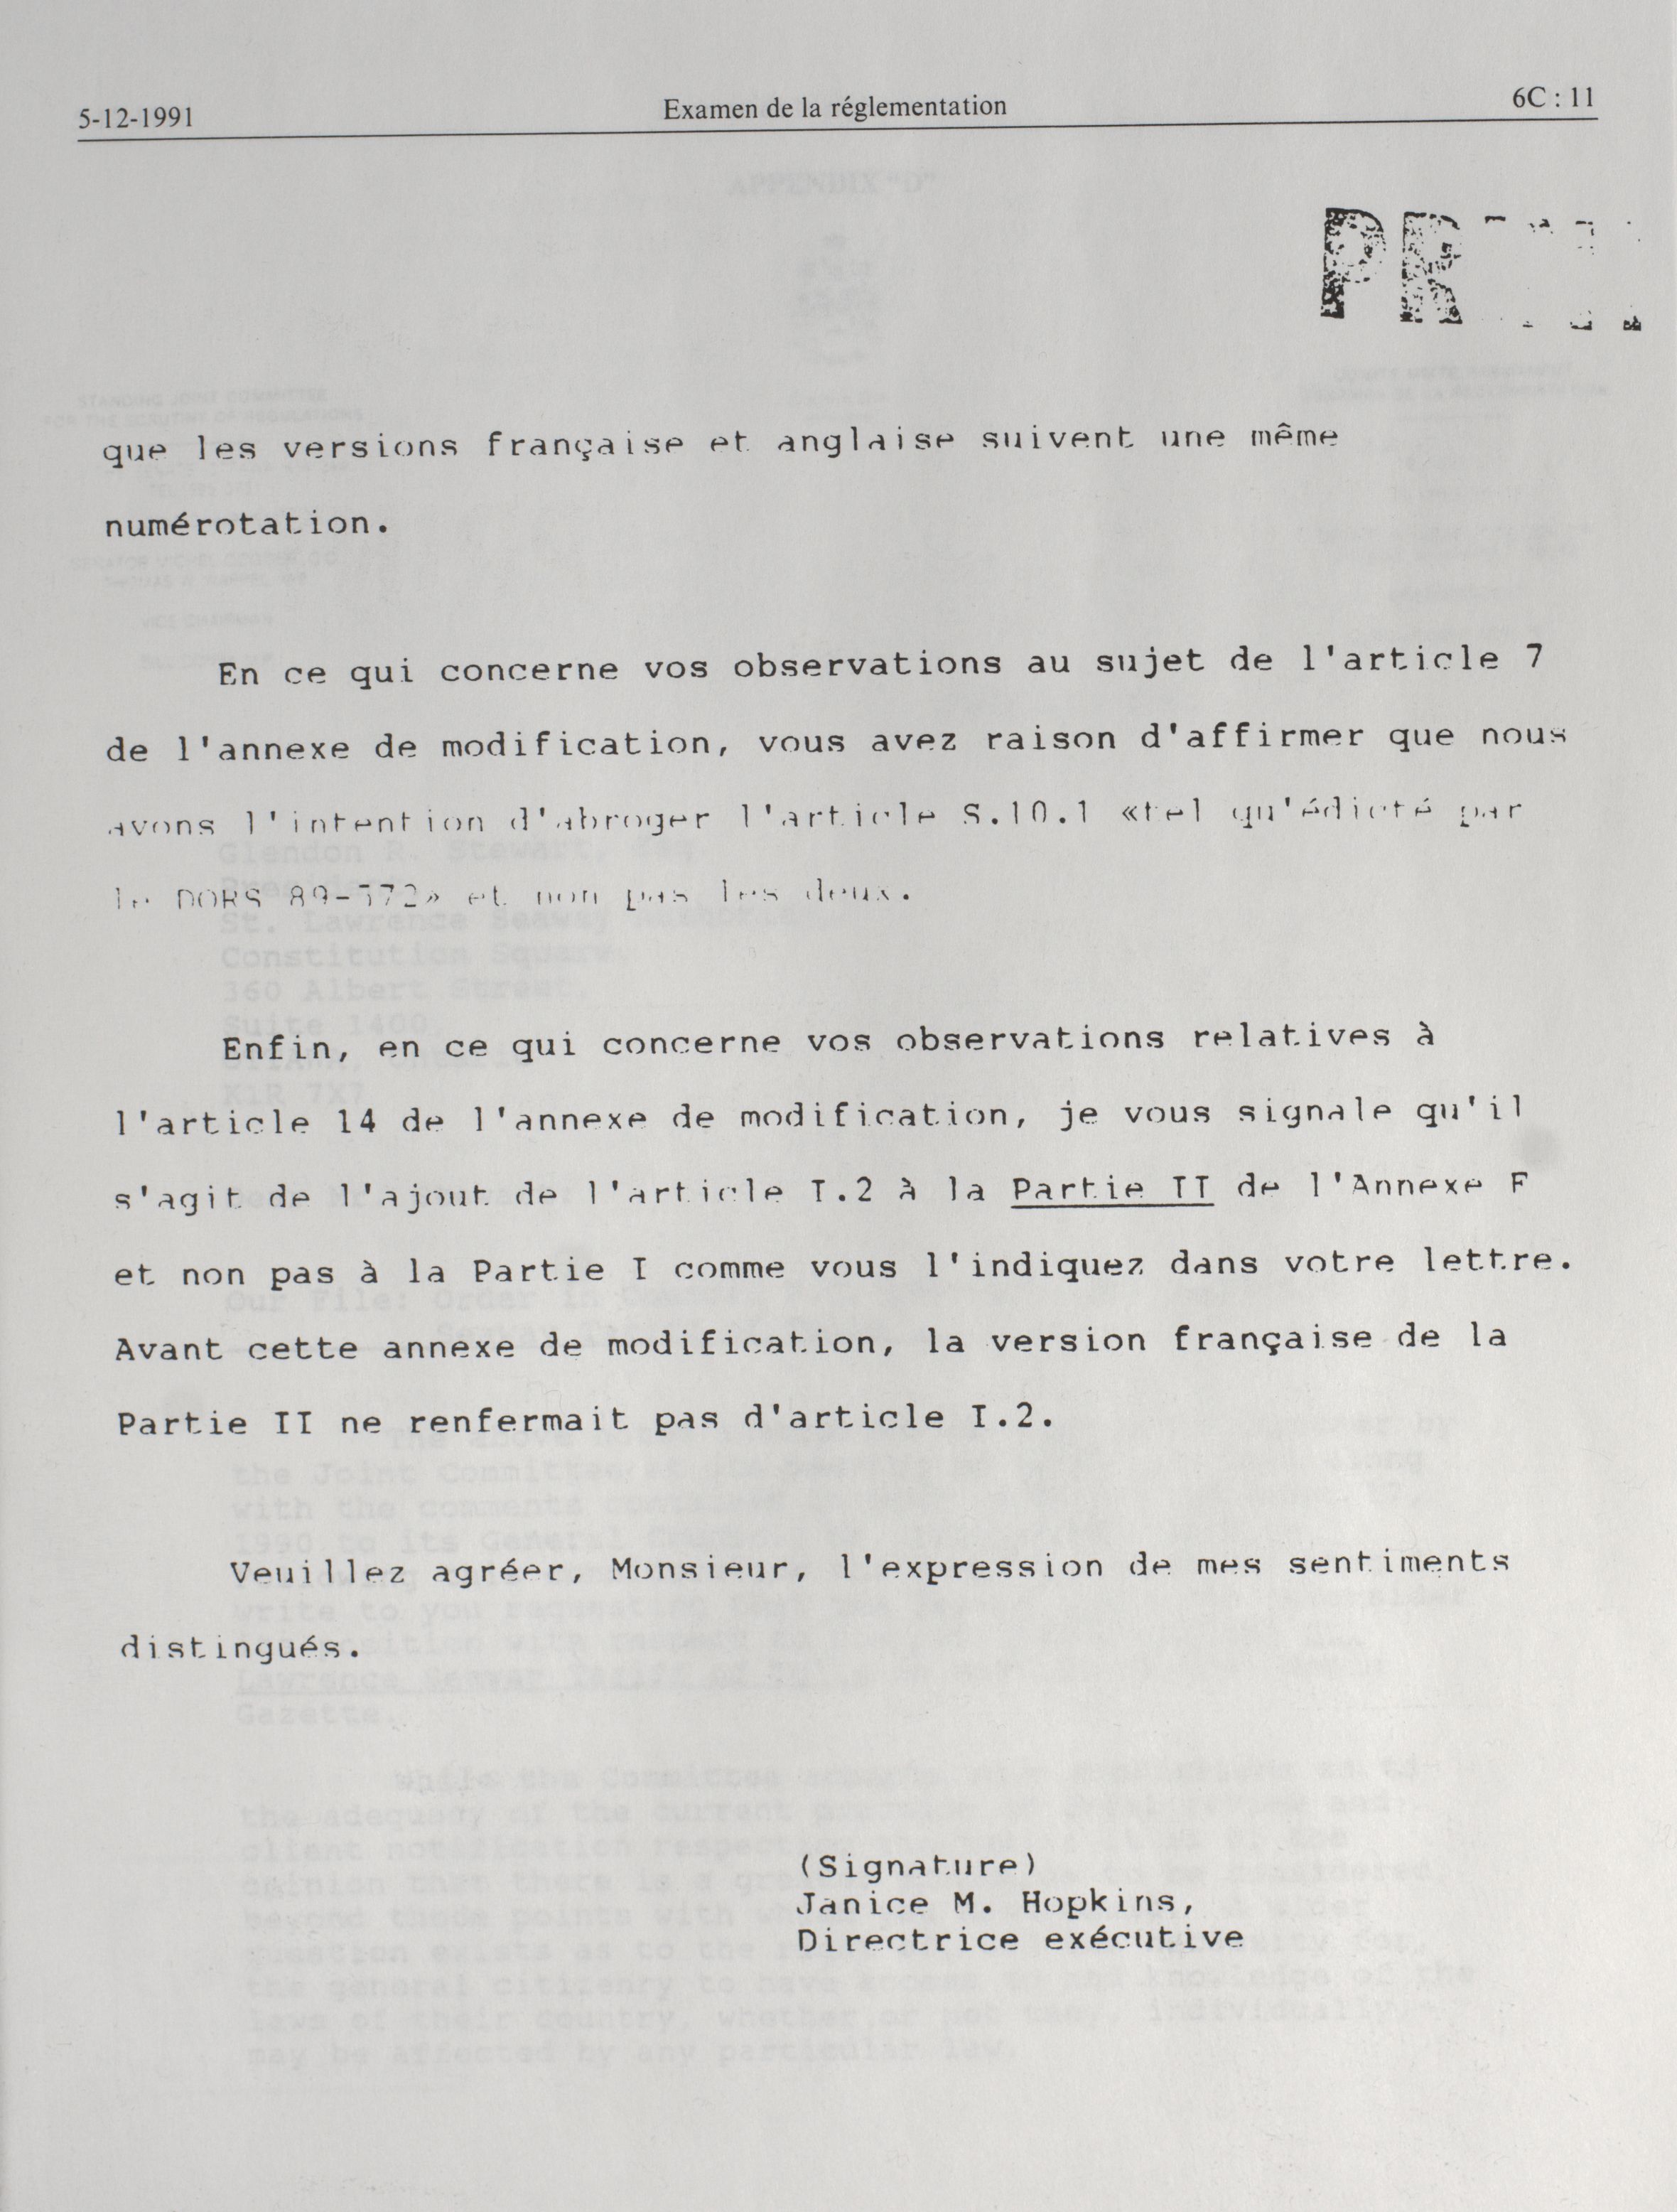 5-12-1991 Examen de la réglementation 6C : 11
que les versions française et anglaise suivent une même
numérotation.
En ce qui concerne vos observations au sujet de l'article 7
de l'annexe de modification, vous avez raison d'affirmer que nous
avons l'intention d'abroger l'article S.10.1 «tel qu'édicté par
le DORS 89-372» et non pas les deux.
Enfin, en ce qui concerne vos observations relatives à
l'article 14 de l'annexe de modification, je vous signale qu'il
s'agit de l'ajout de l'article I.2 à la Partie II de l'Annexe F
et non pas à la Partie I comme vous l'indiquez dans votre lettre.
Avant cette annexe de modification, la version française de la
Partie II ne renfermait pas d'article I.2.
Veuillez agréer, Monsieur, l'expression de mes sentiments
distingués.
(Signature)
Janice M. Hopkins,
Directrice exécutive